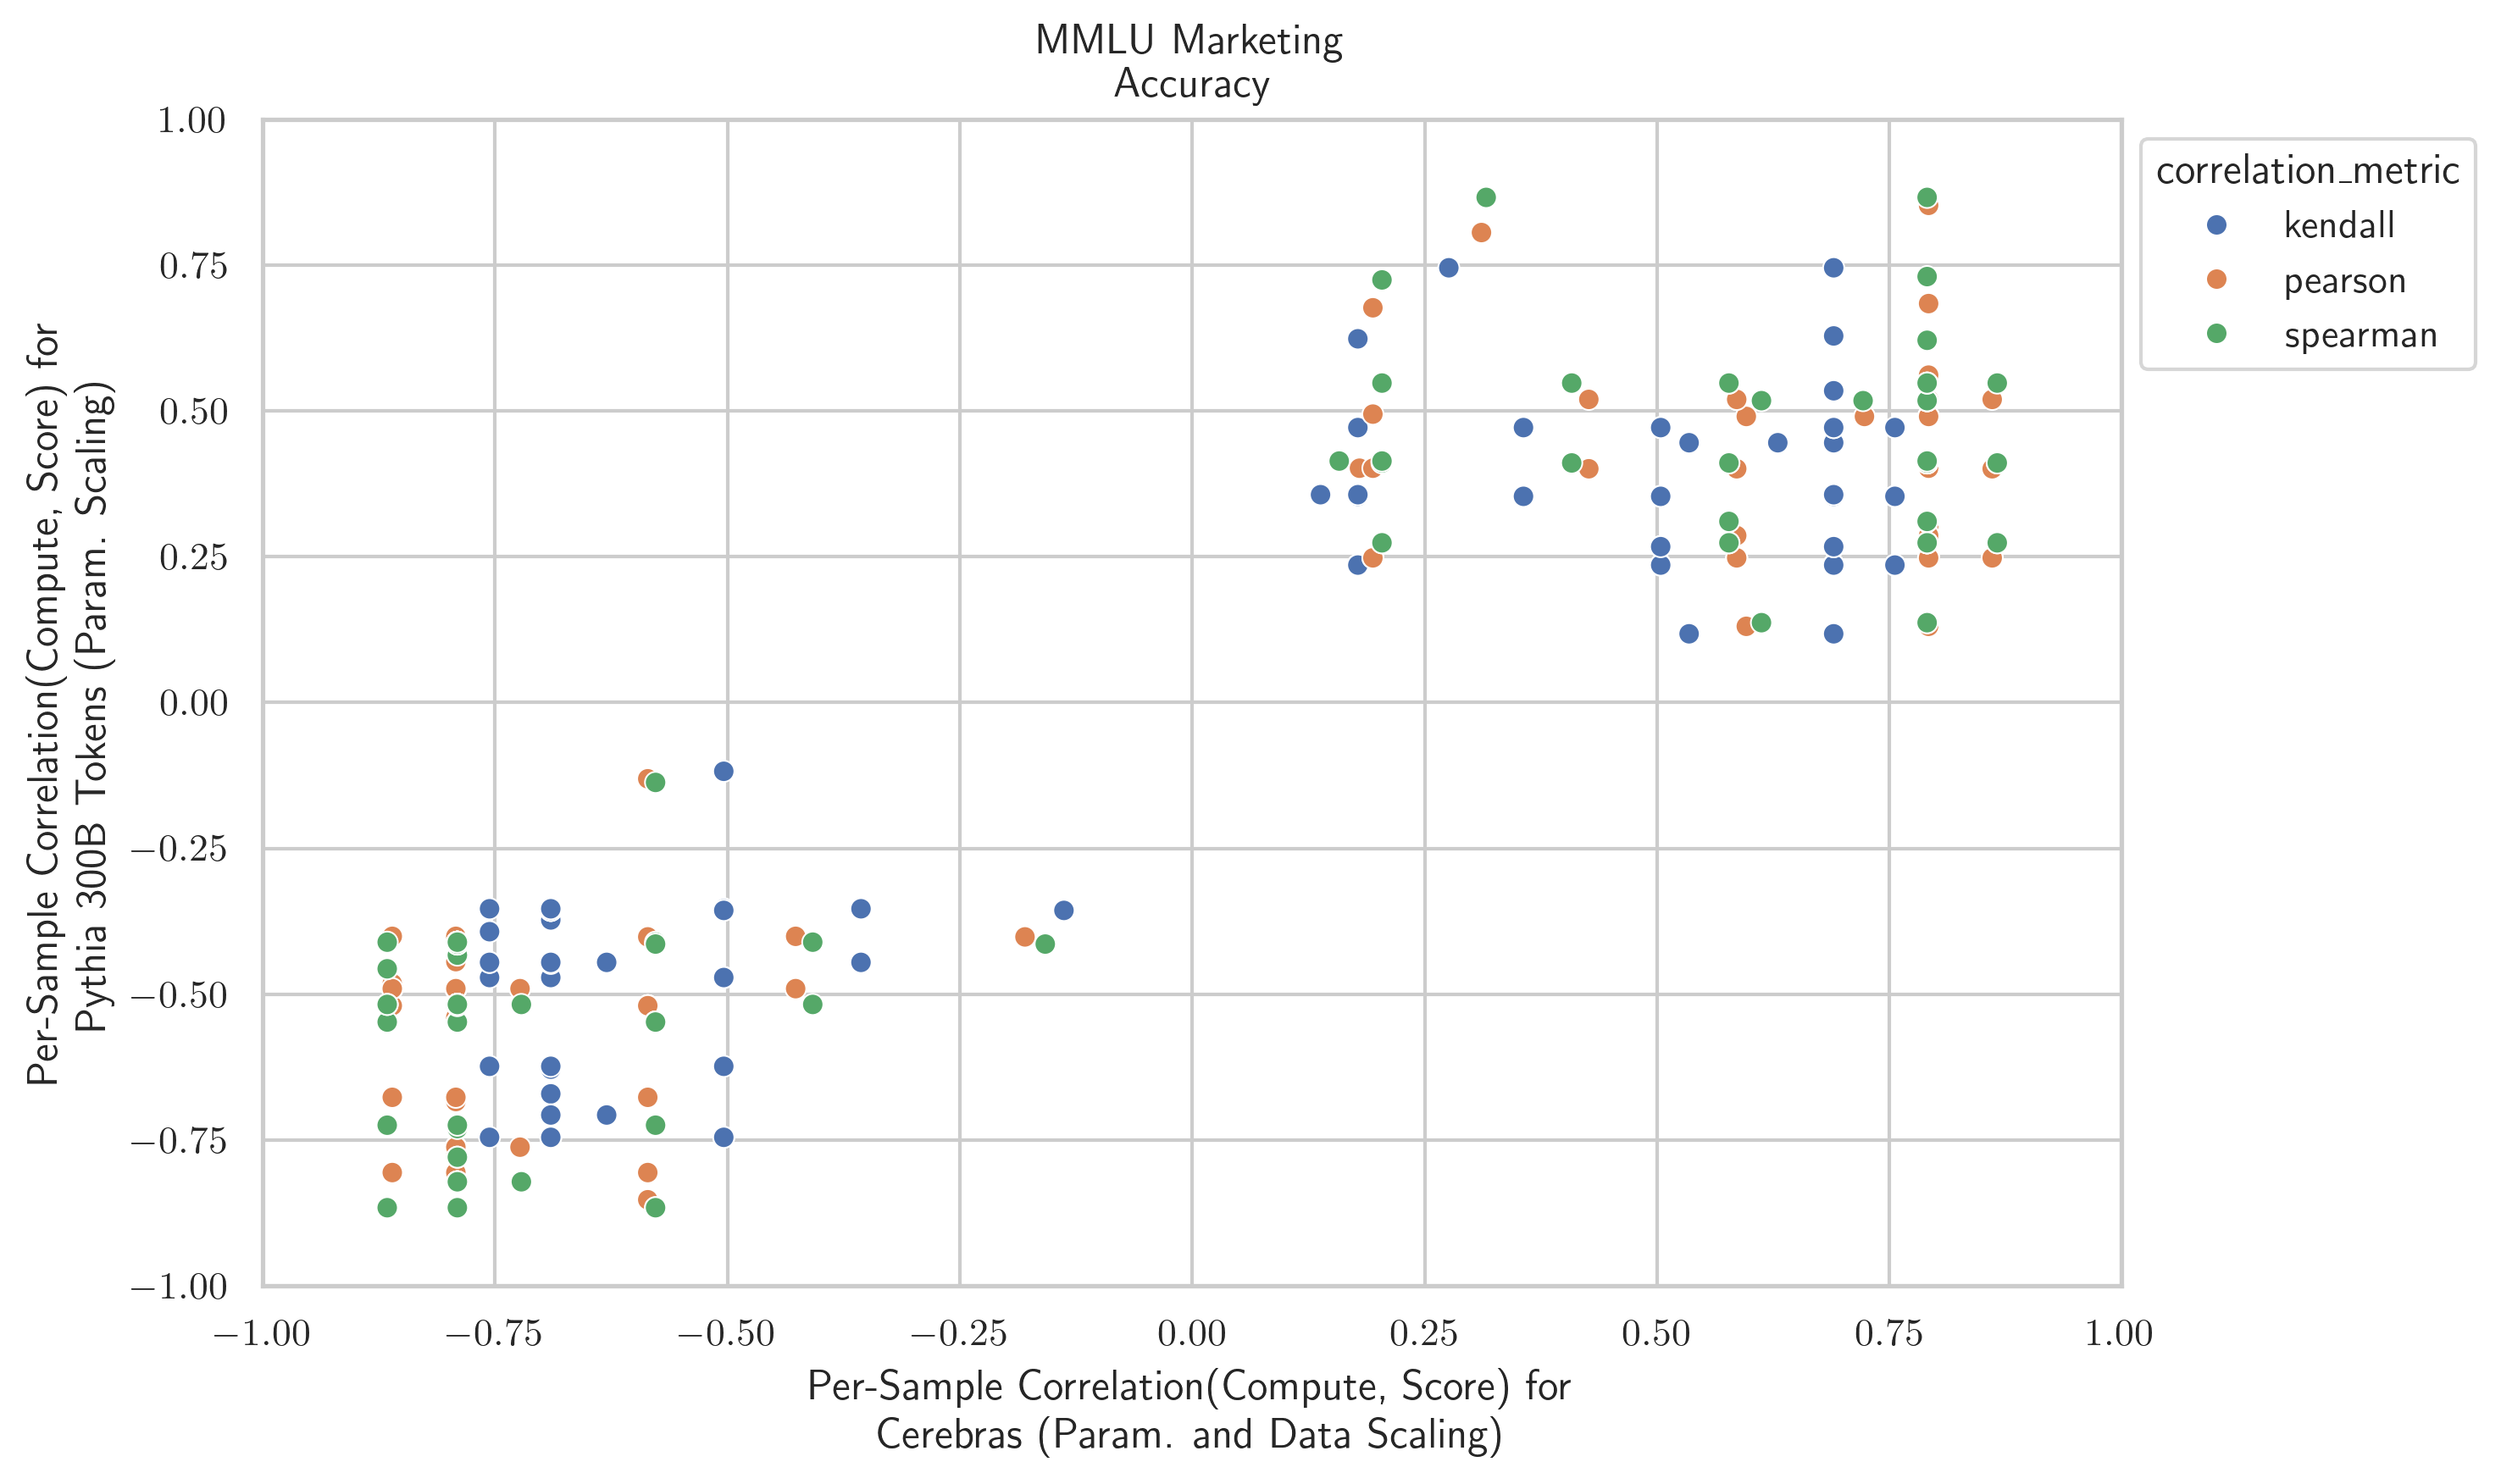 MMLU Marketing
Accuracy
Per-Sample Correlation(Compute, Score) for
Pythia 300B Tokens (Param. Scaling)
1.00
0.75
0.50
0.25
0.00
−0.25
−0.50
−0.75
−1.00
−1.00 −0.75 −0.50 −0.25 0.00 0.25 0.50 0.75 1.00
Per-Sample Correlation(Compute, Score) for
Cerebras (Param. and Data Scaling)
correlation_metric
kendall
pearson
spearman